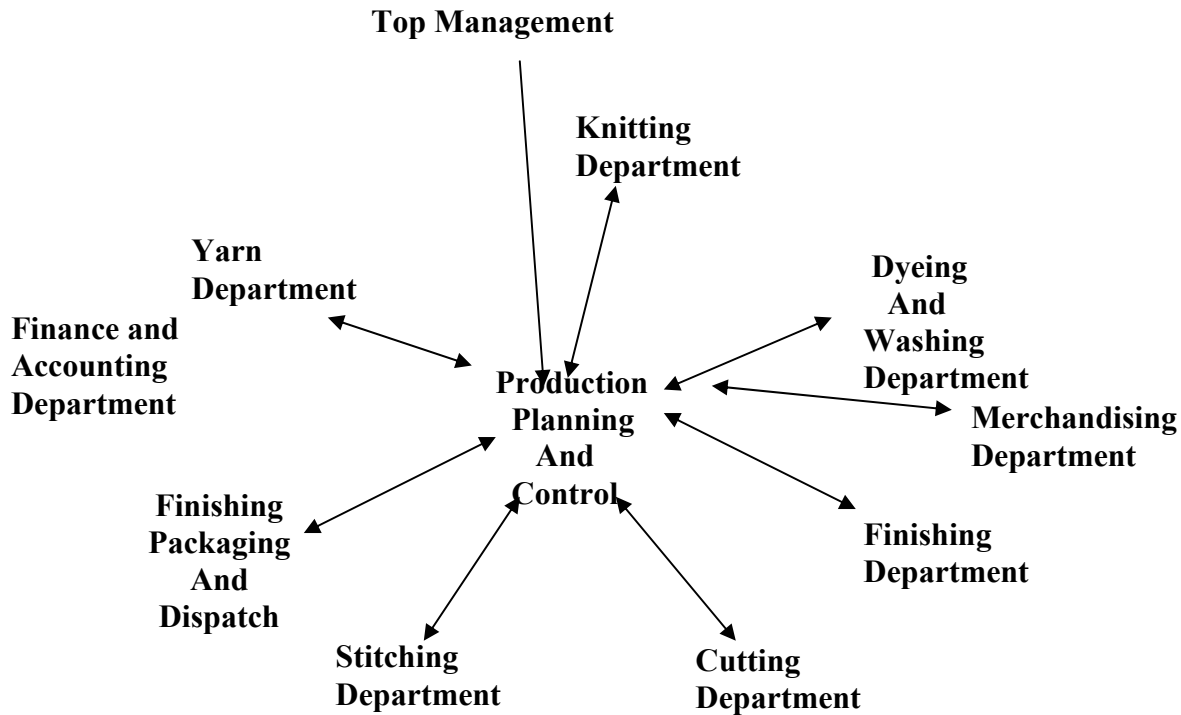 Top Management
Knitting
Department
Yarn
Department
Dyeing
And
Washing
Department
Finance and
Accounting
Department
Production
Planning
And
Control
Merchandising
Department
Finishing
Packaging
And
Dispatch
Finishing
Department
Stitching
Department
Cutting
Department